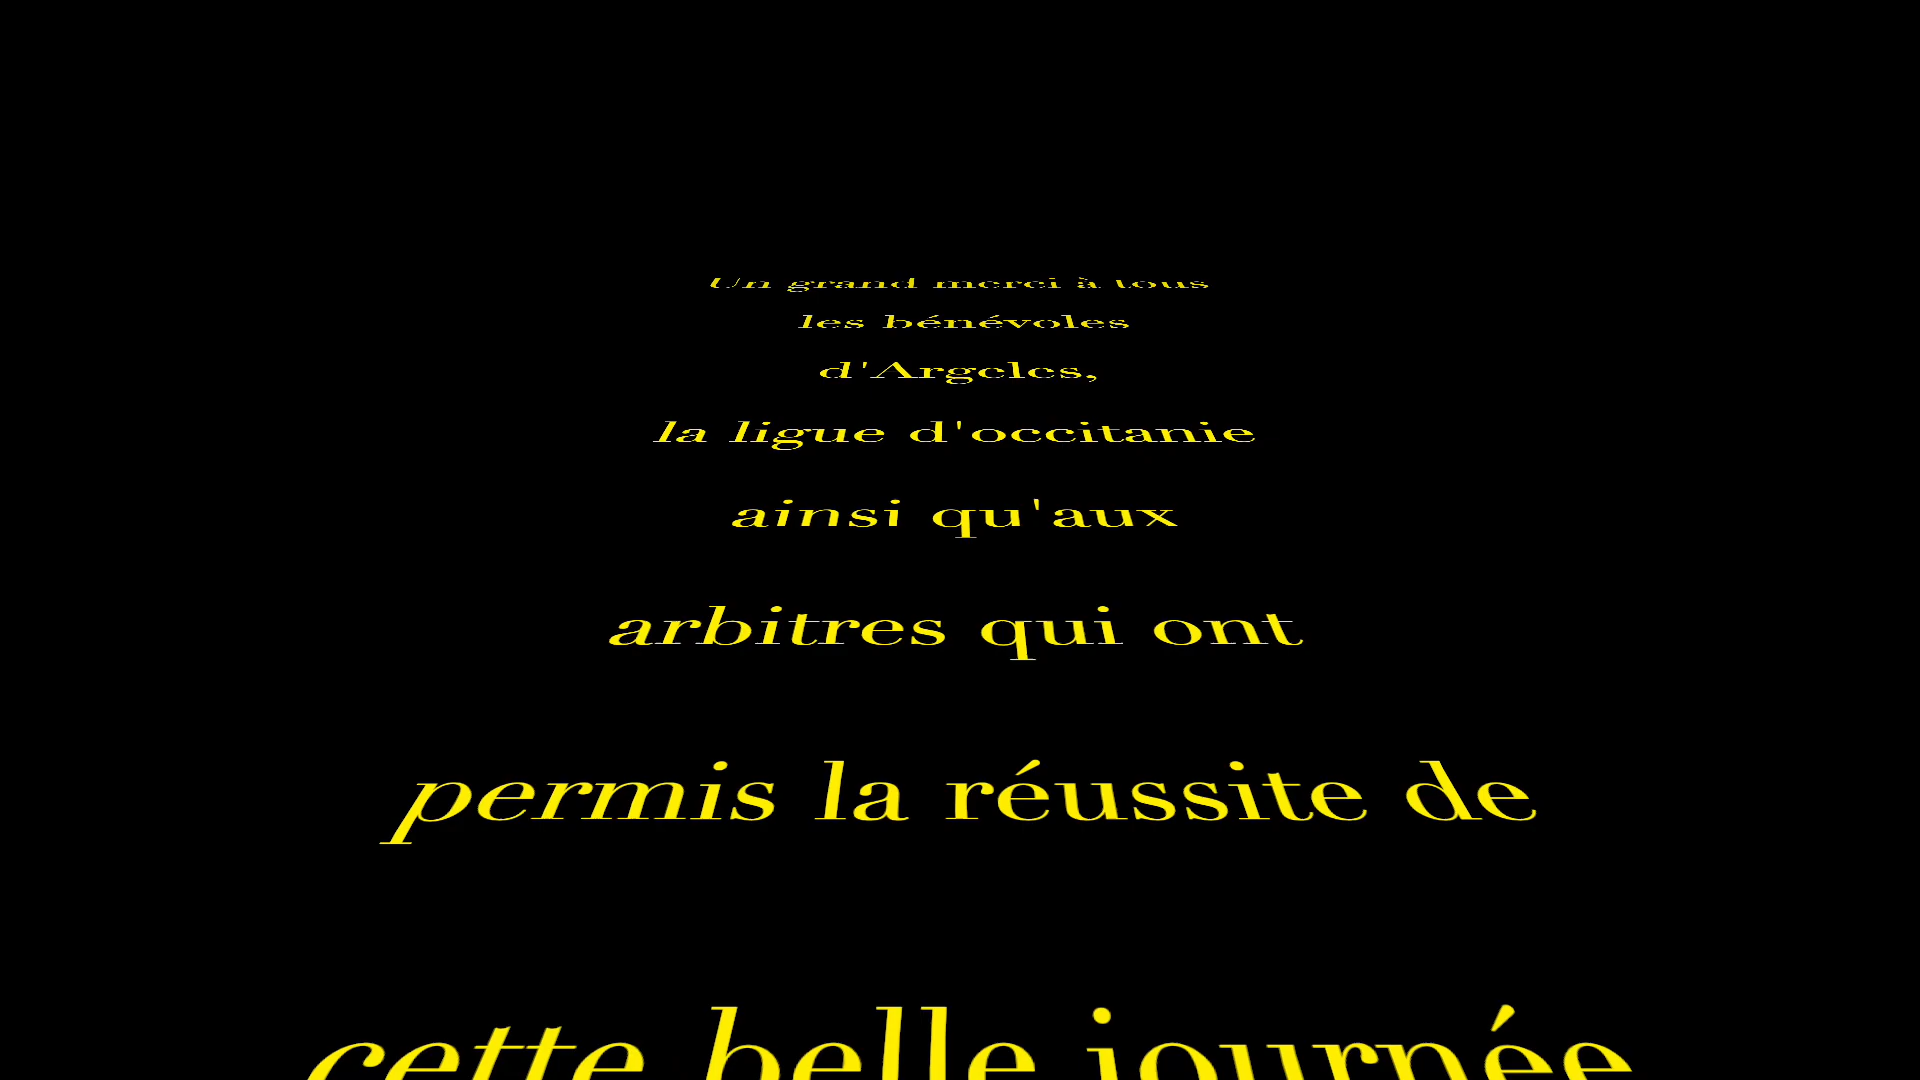 Un grand merci à tous
les bénévoles
d'Argeles,
la ligue d'occitanie
ainsi qu'aux
arbitres qui ont
permis la réussite de
cette belle journée